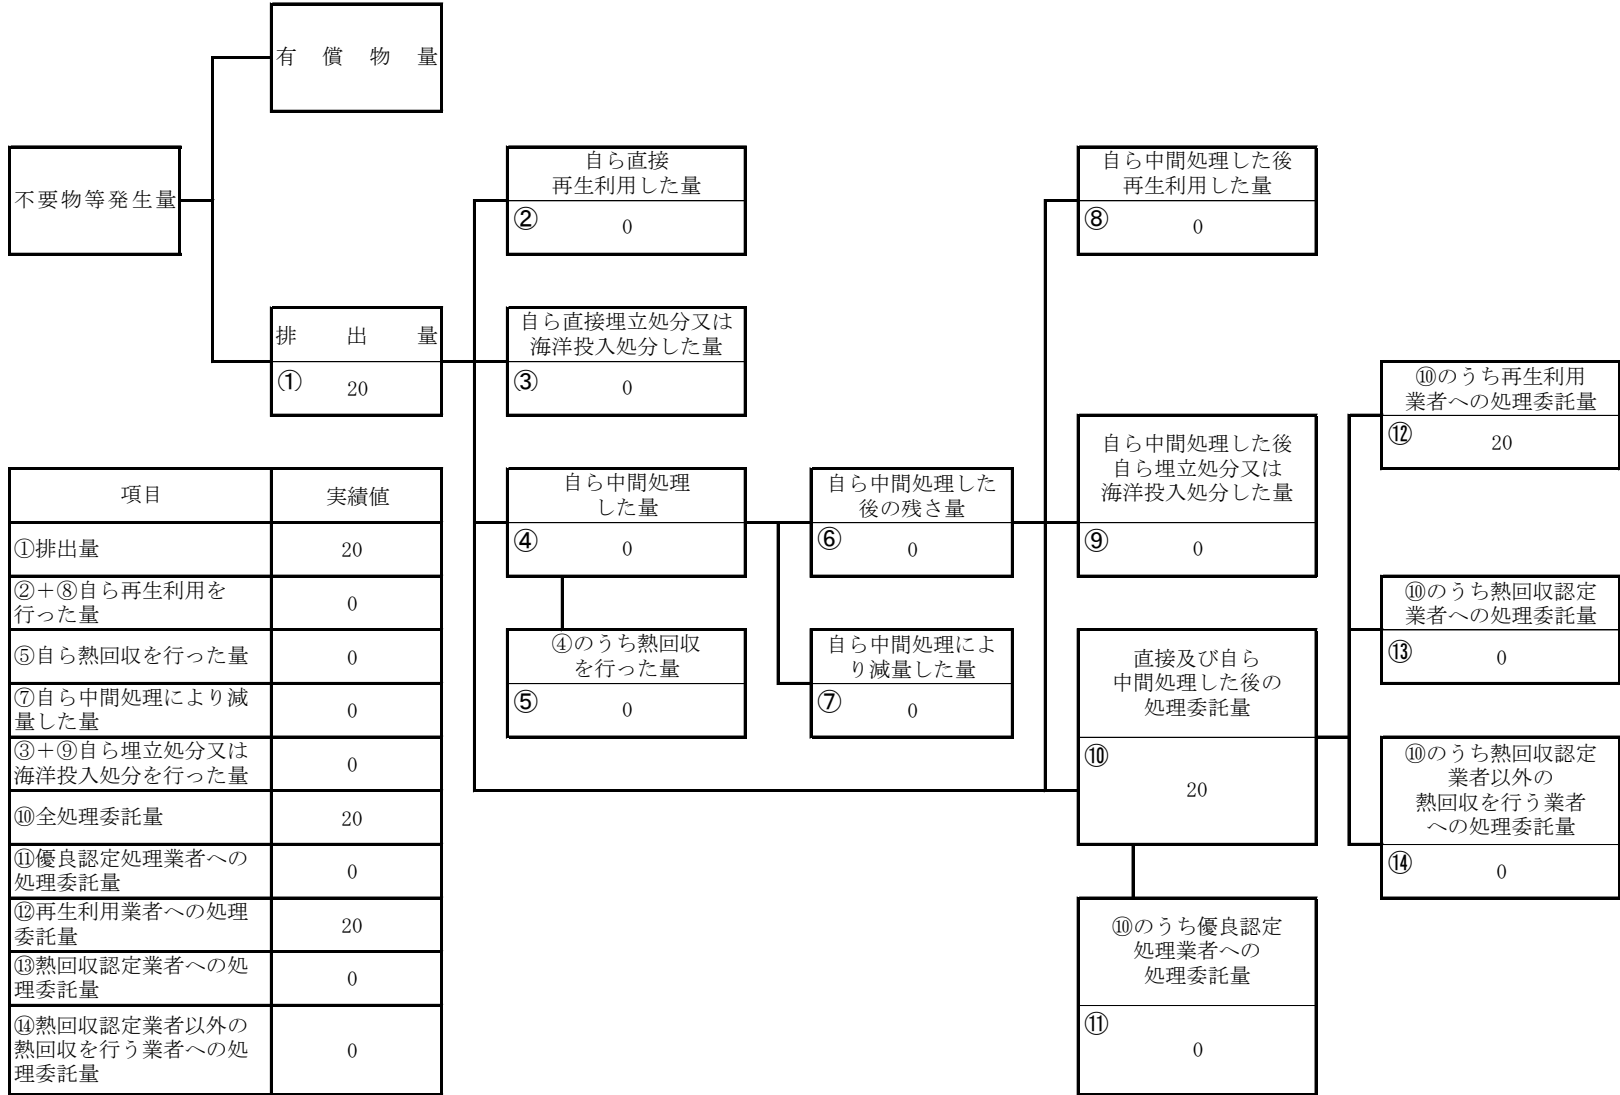 有償物量
不要物等発生量
自ら直接
再生利用した量
② 0
自ら中間処理した後
再生利用した量
⑧ 0
排出量
① 20
自ら直接埋立処分又は
海洋投入処分した量
③ 0
⑩のうち再生利用
業者への処理委託量
⑫ 20
自ら中間処理した後
自ら埋立処分又は
海洋投入処分した量
⑨ 0
自ら中間処理
した量
④ 0
自ら中間処理した
後の残さ量
⑥ 0
⑩のうち熱回収認定
業者への処理委託量
⑬ 0
④のうち熱回収
を行った量
⑤ 0
自ら中間処理によ
り減量した量
⑦ 0
直接及び自ら
中間処理した後の
処理委託量
⑩ 20
⑩のうち熱回収認定
業者以外の
熱回収を行う業者
への処理委託量
⑭ 0
⑩のうち優良認定
処理業者への
処理委託量
⑪ 0
項目 実績値
①排出量 20
②+⑧自ら再生利用を
行った量 0
⑤自ら熱回収を行った量 0
⑦自ら中間処理により減
量した量 0
③+⑨自ら埋立処分又は
海洋投入処分を行った量 0
⑩全処理委託量 20
⑪優良認定処理業者への
処理委託量 0
⑫再生利用業者への処理
委託量 20
⑬熱回収認定業者への処
理委託量 0
⑭熱回収認定業者以外の
熱回収を行う業者への処
理委託量 0